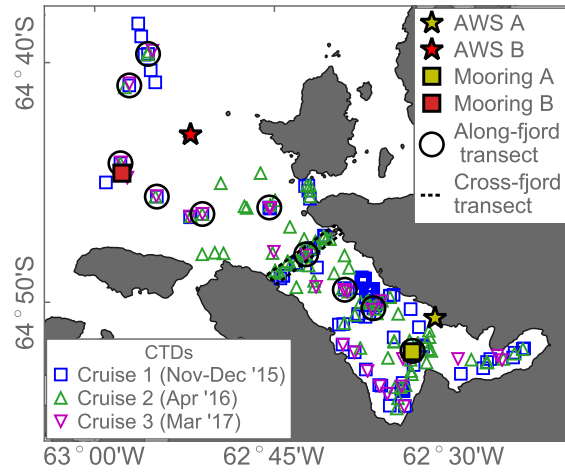 AWS A
AWS B
Mooring A
Mooring B
Along-fjord
transect
Cross-fjord
transect
64°40'S
64°50'S
CTDs
Cruise 1 (Nov-Dec '15)
Cruise 2 (Apr '16)
Cruise 3 (Mar '17)
63°00'W 62°45'W 62°30'W